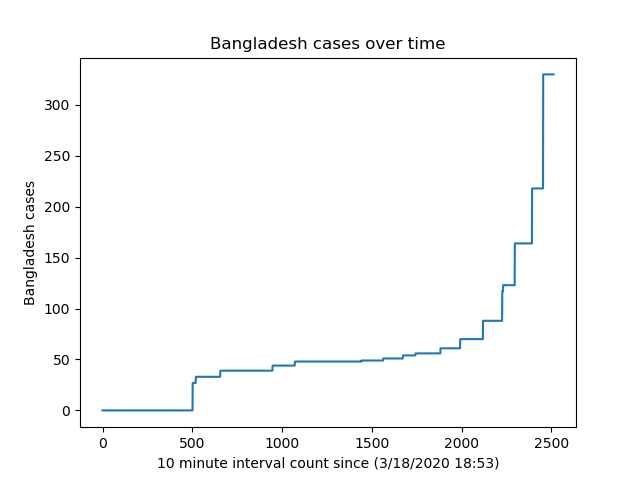 Bangladesh cases over time
Bangladesh cases
300
250
200
150
100
50
0
0 500 1000 1500 2000 2500
10 minute interval count since (3/18/2020 18:53)